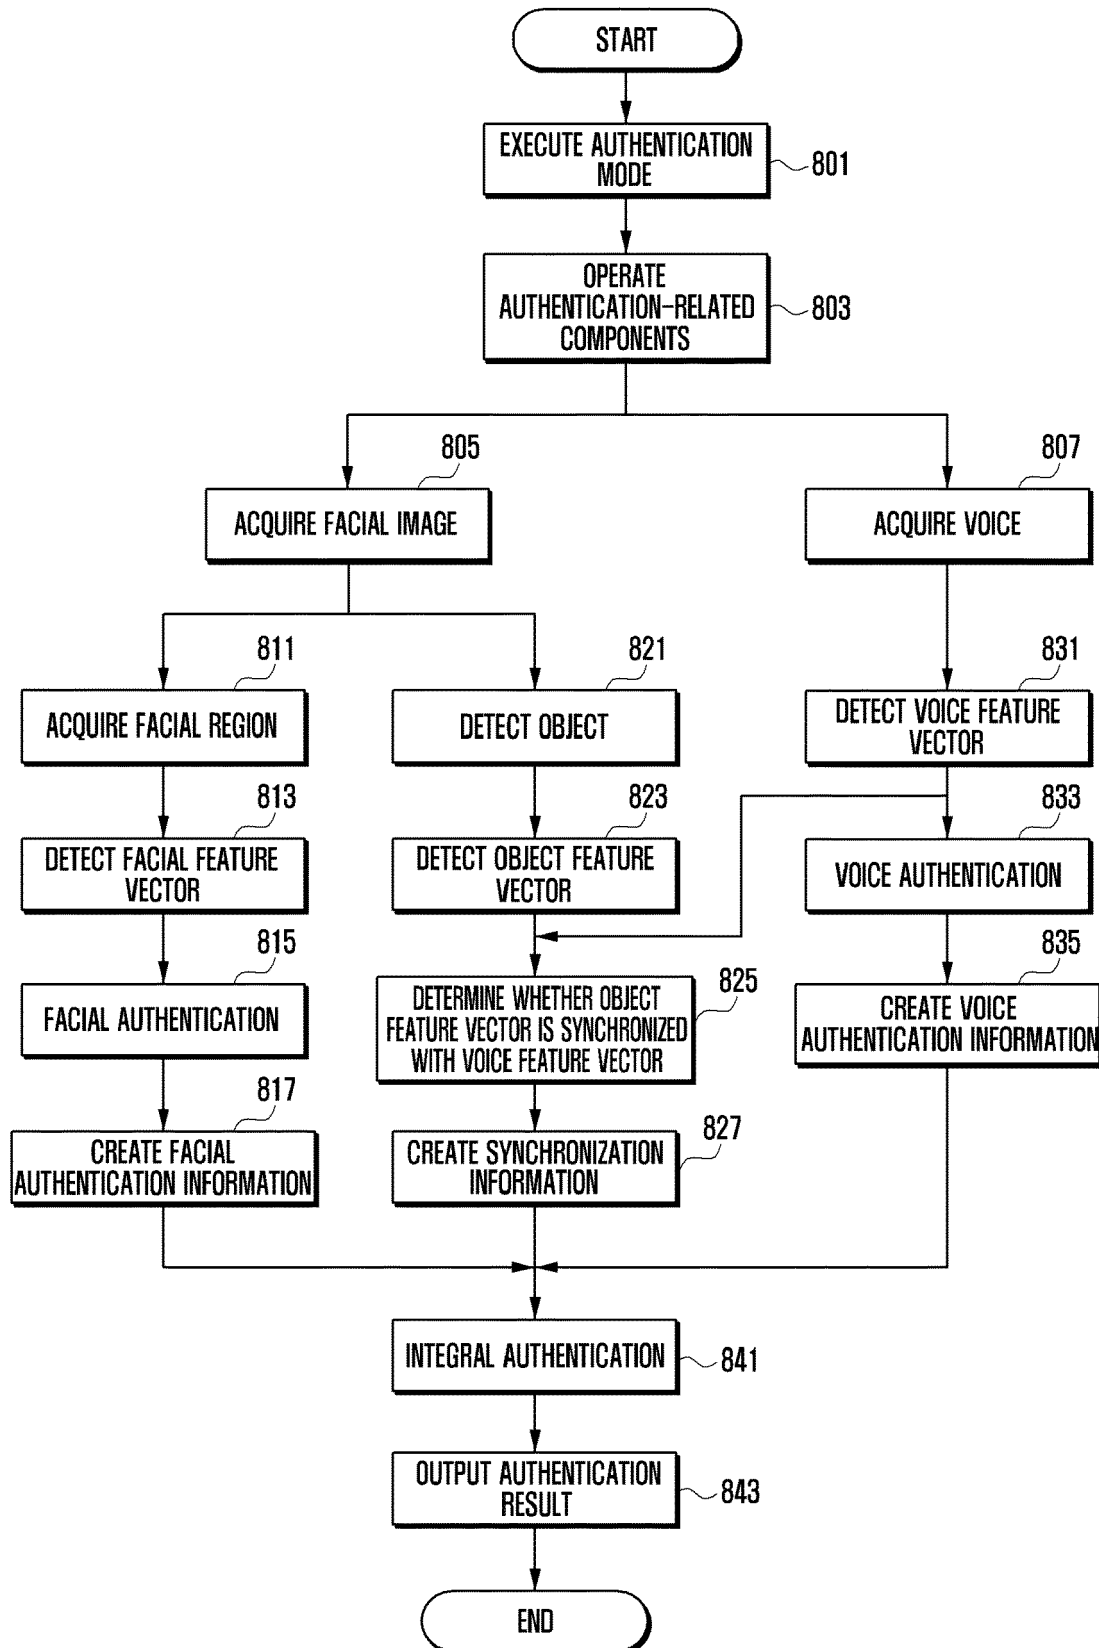 START
EXECUTE AUTHENTICATION
MODE
801
OPERATE
AUTHENTICATION-RELATED
COMPONENTS
803
805
ACQUIRE FACIAL IMAGE
807
ACQUIRE VOICE
811
ACQUIRE FACIAL REGION
821
DETECT OBJECT
831
DETECT VOICE FEATURE
VECTOR
813
DETECT FACIAL FEATURE
VECTOR
823
DETECT OBJECT FEATURE
VECTOR
833
VOICE AUTHENTICATION
815
FACIAL AUTHENTICATION
825
DETERMINE WHETHER OBJECT
FEATURE VECTOR IS SYNCHRONIZED
WITH VOICE FEATURE VECTOR
835
CREATE VOICE
AUTHENTICATION INFORMATION
817
CREATE FACIAL
AUTHENTICATION INFORMATION
827
CREATE SYNCHRONIZATION
INFORMATION
INTEGRAL AUTHENTICATION
841
OUTPUT AUTHENTICATION
RESULT
843
END